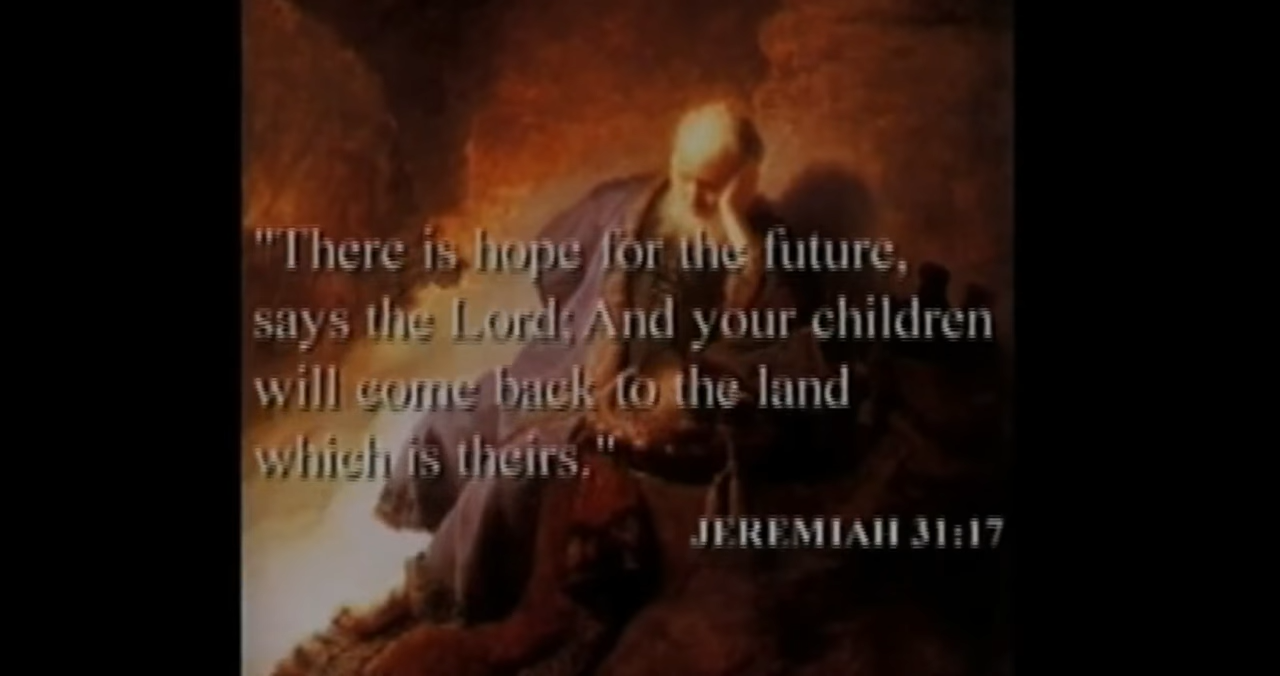 "There is hope for the future,
says the Lord; And your children
will come back to the land
which is theirs."
JEREMIAH 31:17